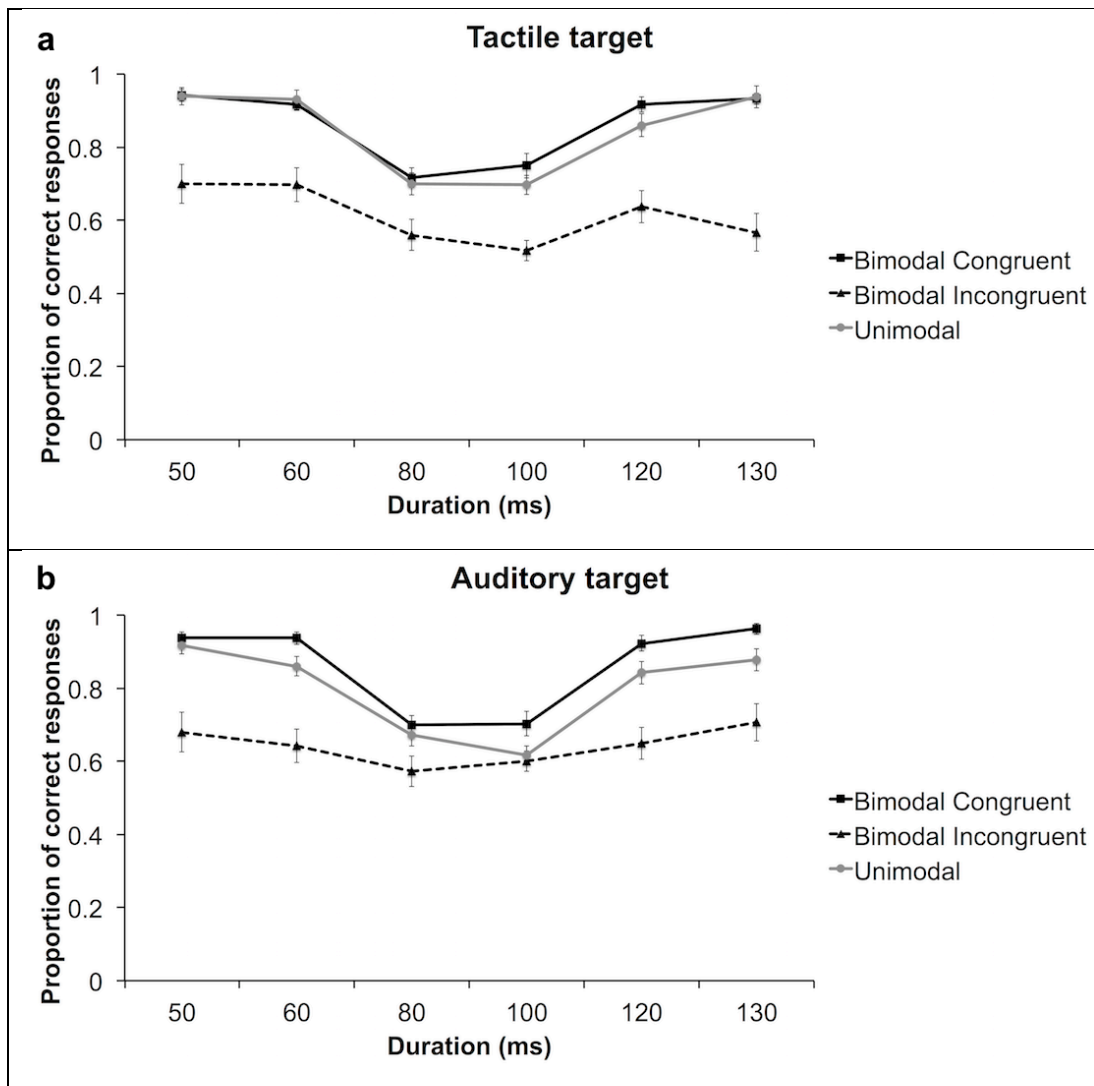 a
Tactile target
Proportion of correct responses
1
0.8
0.6
0.4
0.2
0
50 60 80 100 120 130
Duration (ms)
Bimodal Congruent
Bimodal Incongruent
Unimodal
b
Auditory target
Proportion of correct responses
1
0.8
0.6
0.4
0.2
0
50 60 80 100 120 130
Duration (ms)
Bimodal Congruent
Bimodal Incongruent
Unimodal